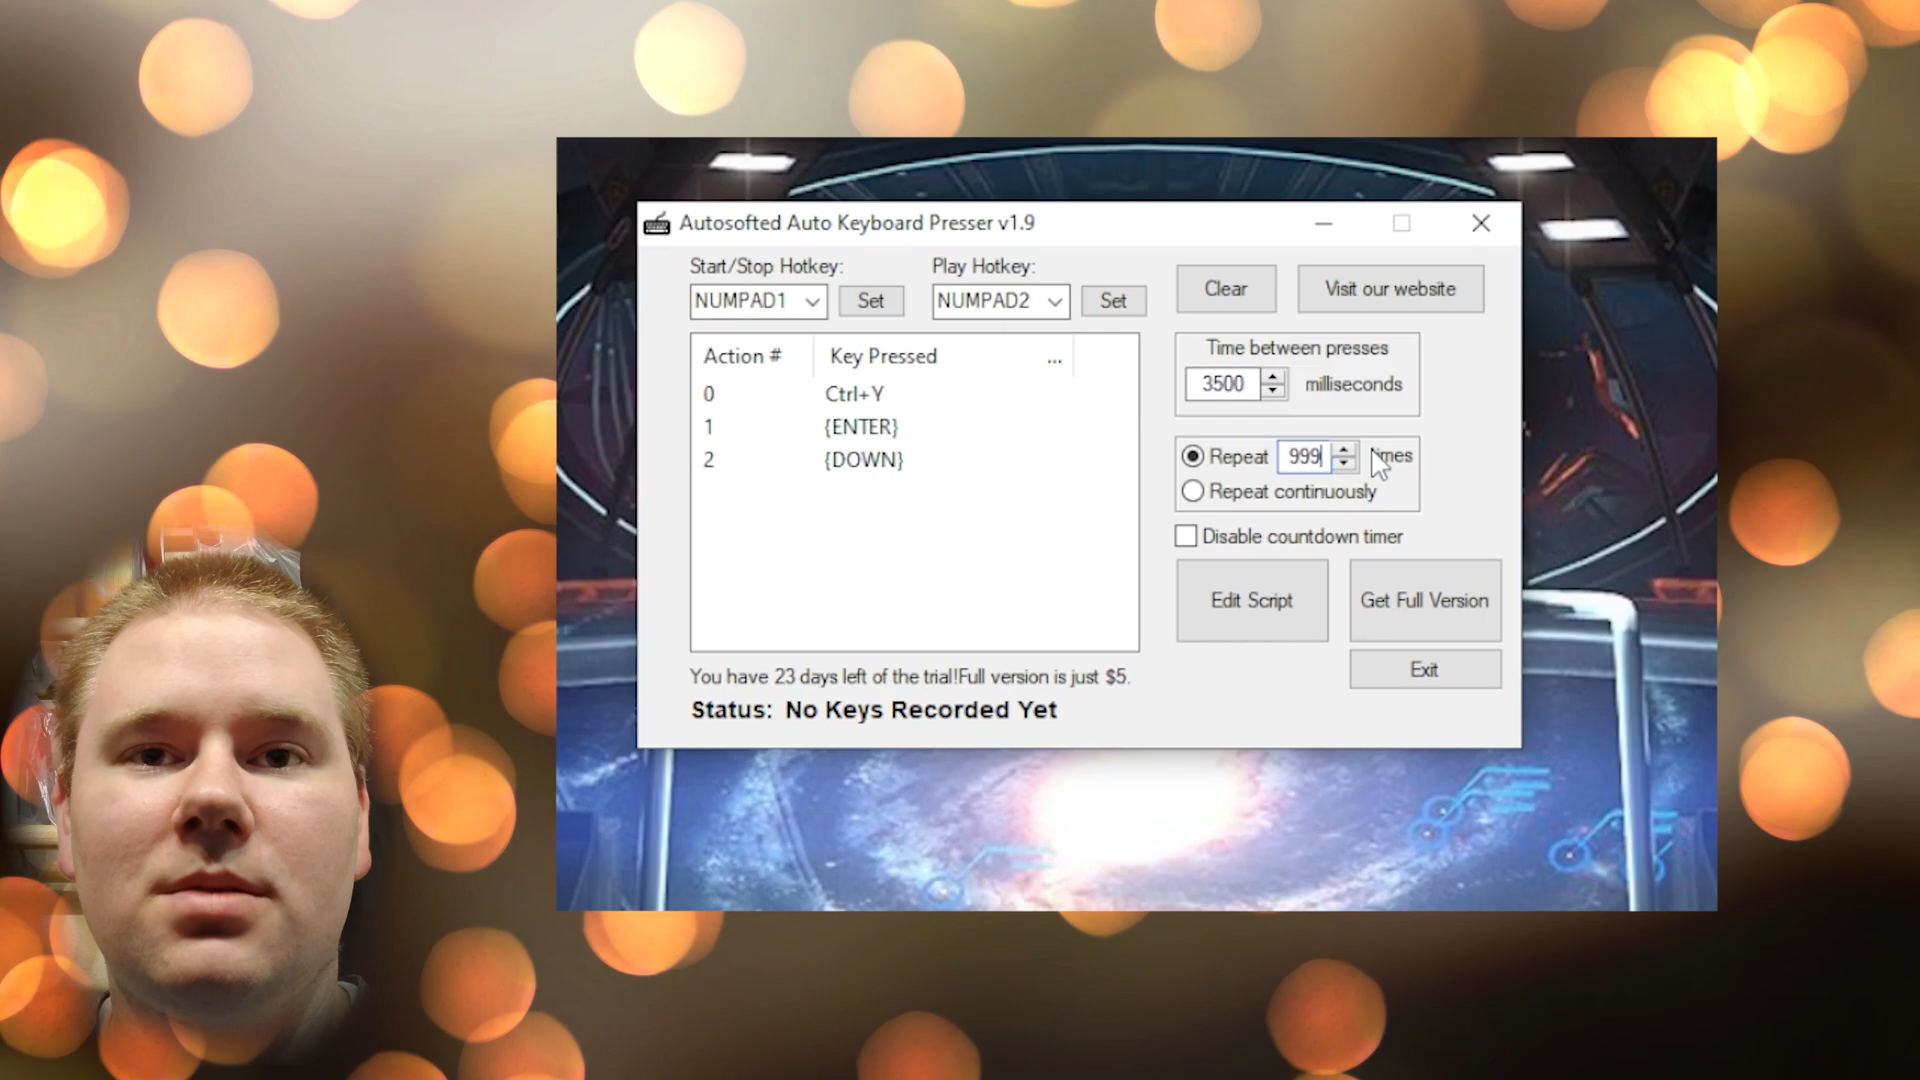 Autosofted Auto Keyboard Presser v1.9
Start/Stop Hotkey: Play Hotkey:
NUMPAD1 Set NUMPAD2 Set Clear Visit our website
Action # Key Pressed ...
0 Ctrl+Y
1 {ENTER}
2 {DOWN}
Time between presses
3500 milliseconds
Repeat 999 times
Repeat continuously
Disable countdown timer
Edit Script Get Full Version
Exit
You have 23 days left of the trial!Full version is just $5.
Status: No Keys Recorded Yet